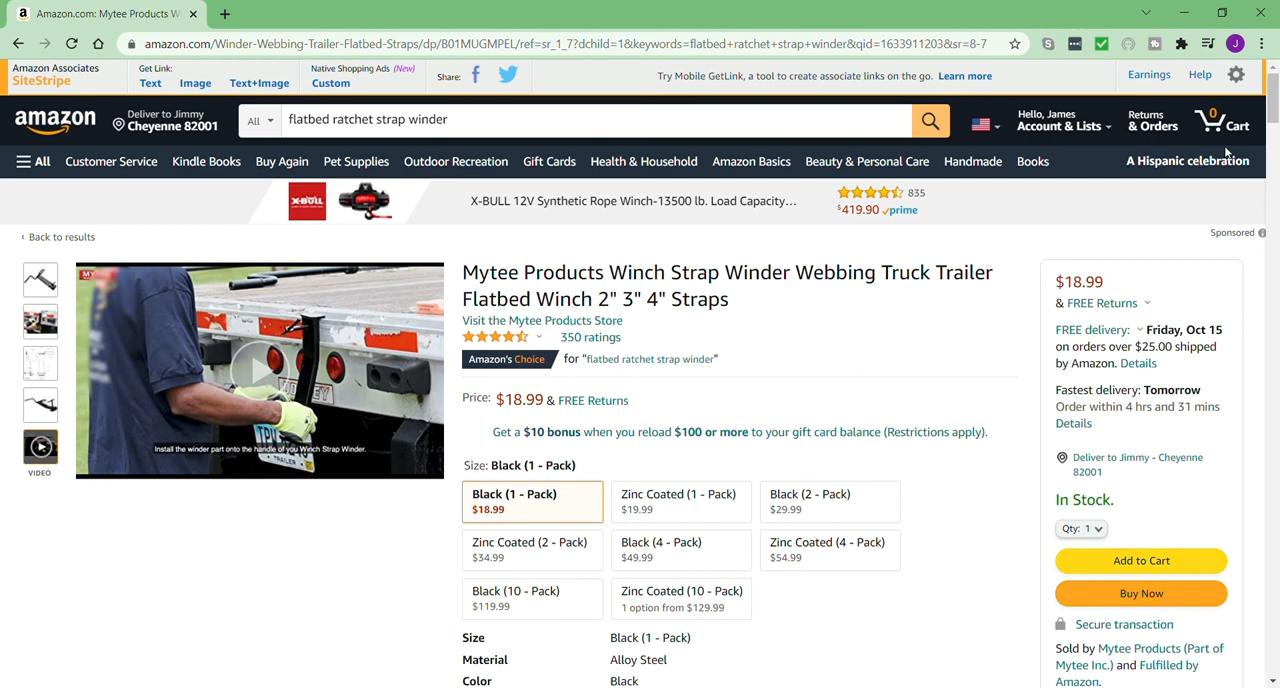 Amazon.com: Mytee Products Wi
amazon.com/Winder-Webbing-Trailer-Flatbed-Straps/dp/B01MUGMPEL/ref=sr_1_7?dchild=1&keywords=flatbed+ratchet+strap+winder&qid=1633911203&sr=8-7
J
Amazon Associates
SiteStripe
Get Link:
Text Image Text+Image
Native Shopping Ads (New)
Custom
Share:
Try Mobile GetLink, a tool to create associate links on the go. Learn more
Earnings Help
amazon
Deliver to Jimmy
Cheyenne 82001
All
flatbed ratchet strap winder
Hello, James
Account & Lists
Returns
& Orders
0
Cart
All Customer Service Kindle Books Buy Again Pet Supplies Outdoor Recreation Gift Cards Health & Household Amazon Basics Beauty & Personal Care Handmade Books A Hispanic celebration
X-BULL
X-BULL 12V Synthetic Rope Winch-13500 lb. Load Capacity…
835
$419.90 prime
Sponsored
‹ Back to results
VIDEO
MY
Install the winder part onto the handle of you Winch Strap Winder.
TRAILER
Mytee Products Winch Strap Winder Webbing Truck Trailer
Flatbed Winch 2" 3" 4" Straps
Visit the Mytee Products Store
350 ratings
Amazon's Choice for "flatbed ratchet strap winder"
Price: $18.99 & FREE Returns
Get a $10 bonus when you reload $100 or more to your gift card balance (Restrictions apply).
Size: Black (1 - Pack)
Black (1 - Pack)
$18.99
Zinc Coated (1 - Pack)
$19.99
Black (2 - Pack)
$29.99
Zinc Coated (2 - Pack)
$34.99
Black (4 - Pack)
$49.99
Zinc Coated (4 - Pack)
$54.99
Black (10 - Pack)
$119.99
Zinc Coated (10 - Pack)
1 option from $129.99
Size Black (1 - Pack)
Material Alloy Steel
Color Black
$18.99
& FREE Returns
FREE delivery: Friday, Oct 15
on orders over $25.00 shipped
by Amazon. Details
Fastest delivery: Tomorrow
Order within 4 hrs and 31 mins
Details
Deliver to Jimmy - Cheyenne
82001
In Stock.
Qty: 1
Add to Cart
Buy Now
Secure transaction
Sold by Mytee Products (Part of
Mytee Inc.) and Fulfilled by
Amazon.